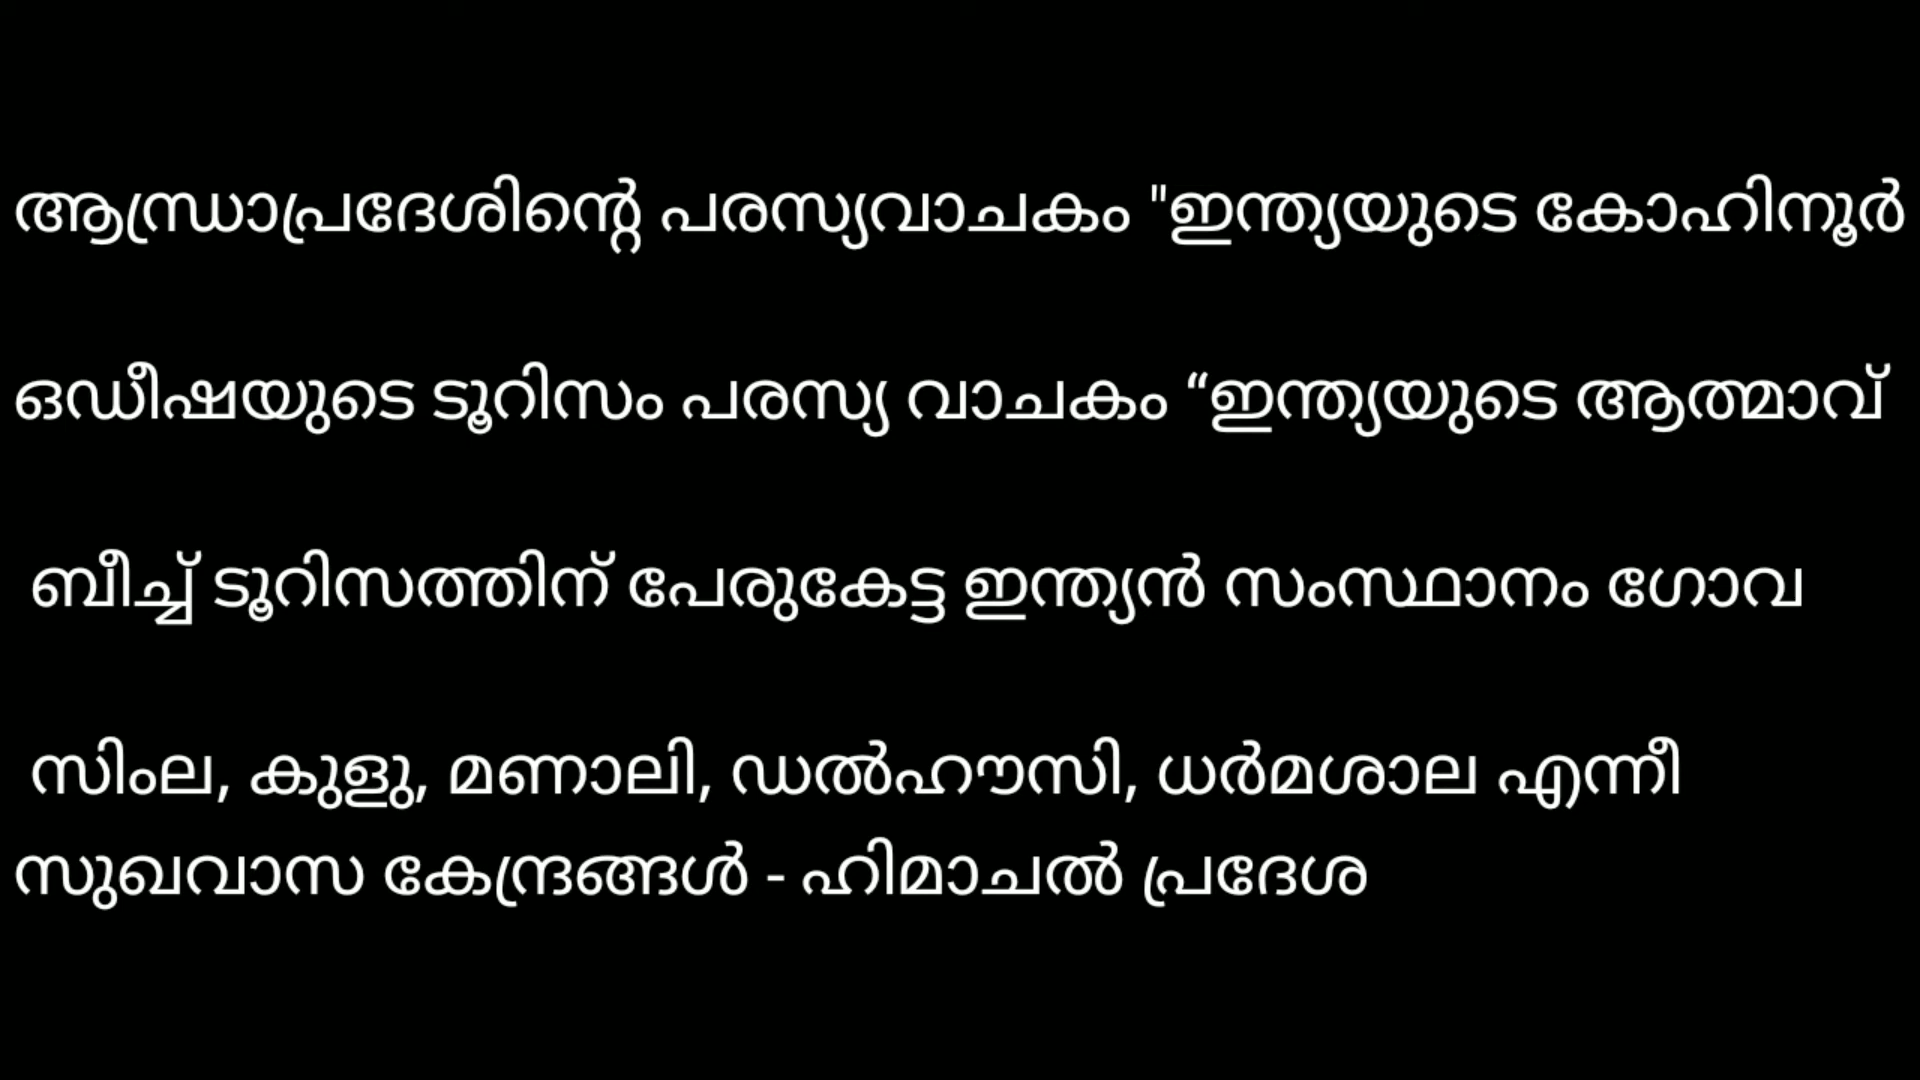 ആന്ധ്രാപ്രദേശിന്റെ പരസ്യവാചകം "ഇന്ത്യയുടെ കോഹിനൂർ
ഒഡീഷയുടെ ടൂറിസം പരസ്യ വാചകം “ഇന്ത്യയുടെ ആത്മാവ്
ബീച്ച് ടൂറിസത്തിന് പേരുകേട്ട ഇന്ത്യൻ സംസ്ഥാനം ഗോവ
സിംല, കുളു, മണാലി, ഡൽഹൗസി, ധർമശാല എന്നീ
സുഖവാസ കേന്ദ്രങ്ങൾ - ഹിമാചൽ പ്രദേശ